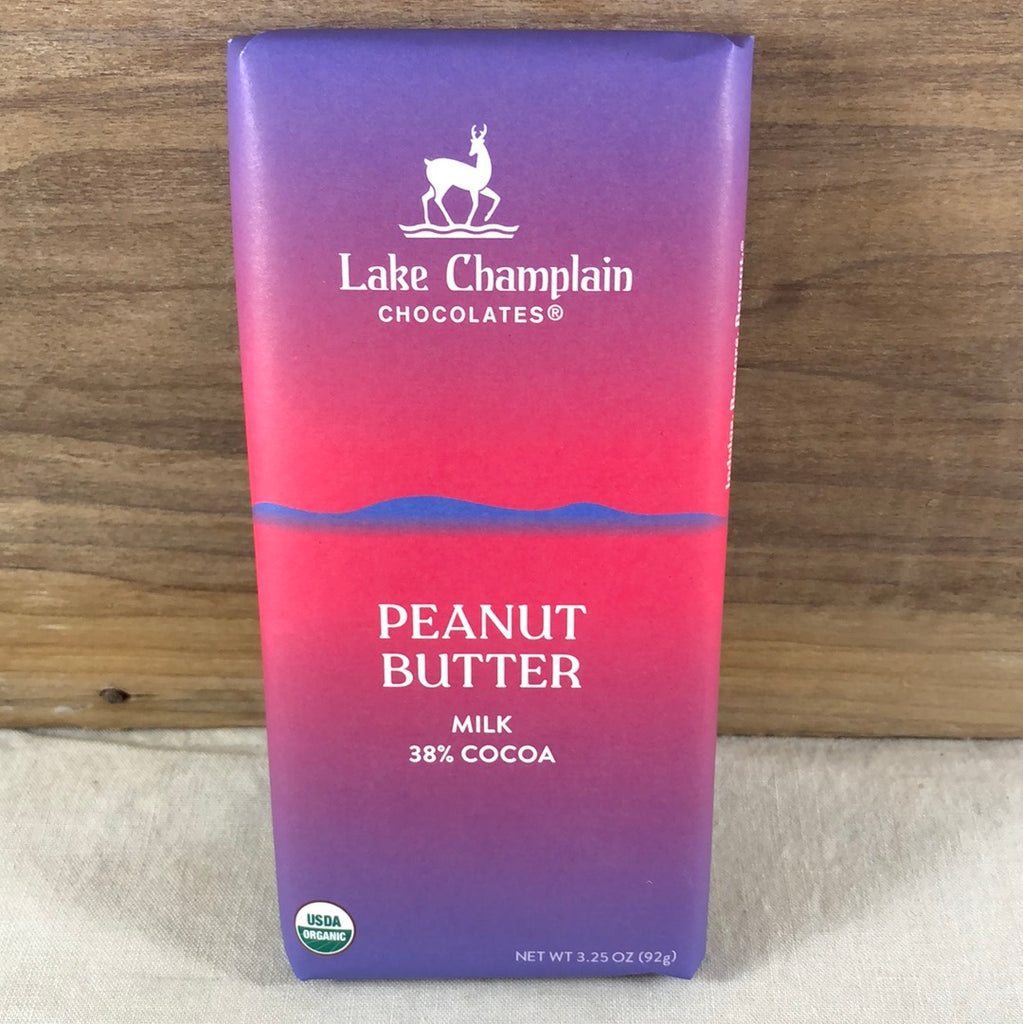 Lake Champlain
CHOCOLATES®
PEANUT
BUTTER
MILK
38% COCOA
USDA
ORGANIC
NET WT 3.25 OZ (92g)